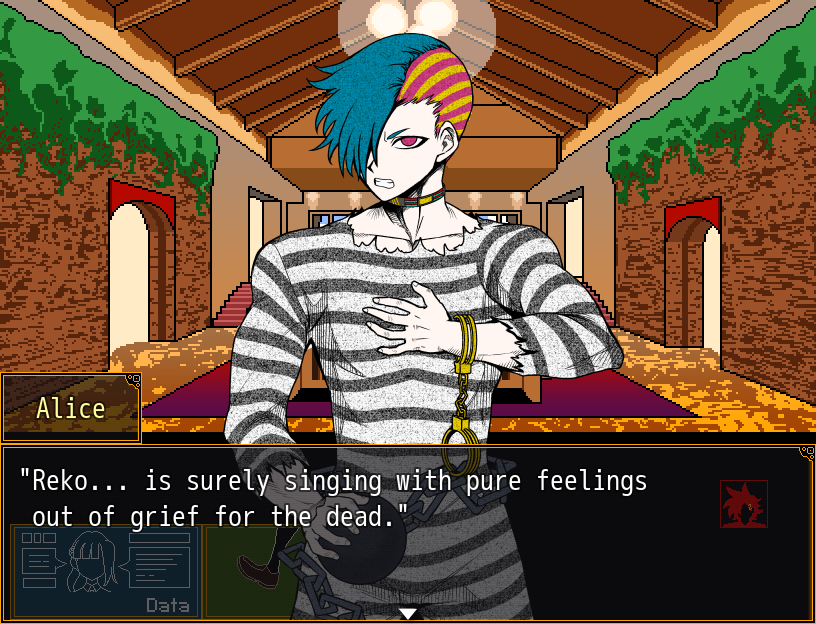 Alice
"Reko... is surely singing with pure feelings
out of grief for the dead."
Data